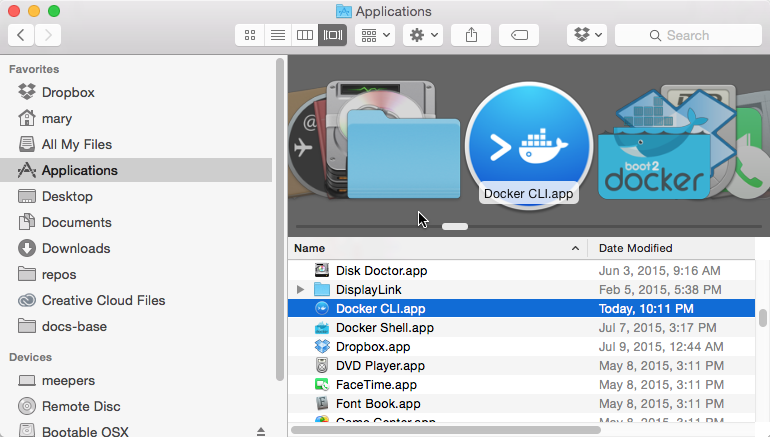 Applications
Search
Favorites
Dropbox
mary
All My Files
Applications
Desktop
Documents
Downloads
repos
Creative Cloud Files
docs-base
Devices
meepers
Remote Disc
Bootable OSX
@
Docker CLI.app
boot2
docker
Name
Date Modified
Disk Doctor.app Jun 3, 2015, 9:16 AM
DisplayLink Feb 5, 2015, 5:38 PM
Docker CLI.app Today, 10:11 PM
Docker Shell.app Jul 7, 2015, 3:17 PM
Dropbox.app Jul 9, 2015, 12:44 AM
DVD Player.app May 8, 2015, 3:11 PM
FaceTime.app May 8, 2015, 3:11 PM
Font Book.app May 8, 2015, 3:11 PM
Game Center.app May 8, 2015, 3:11 PM